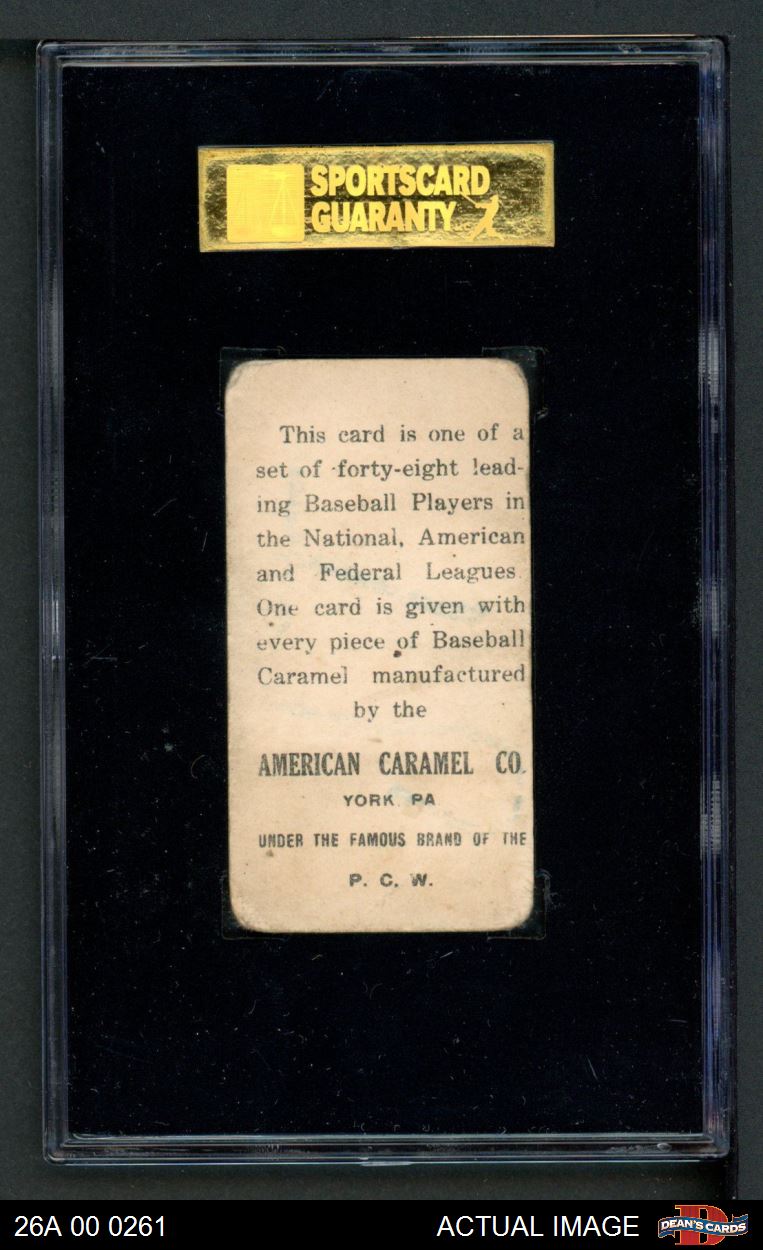 SPORTSCARD
GUARANTY
This card is one of a
set of forty-eight lead-
ing Baseball Players in
the National, American
and Federal Leagues.
One card is given with
every piece of Baseball
Caramel manufactured
by the
AMERICAN CARAMEL CO.
YORK PA
UNDER THE FAMOUS BRAND OF THE
P. C. W.
26A 00 0261 ACTUAL IMAGE DEAN'S CARDS